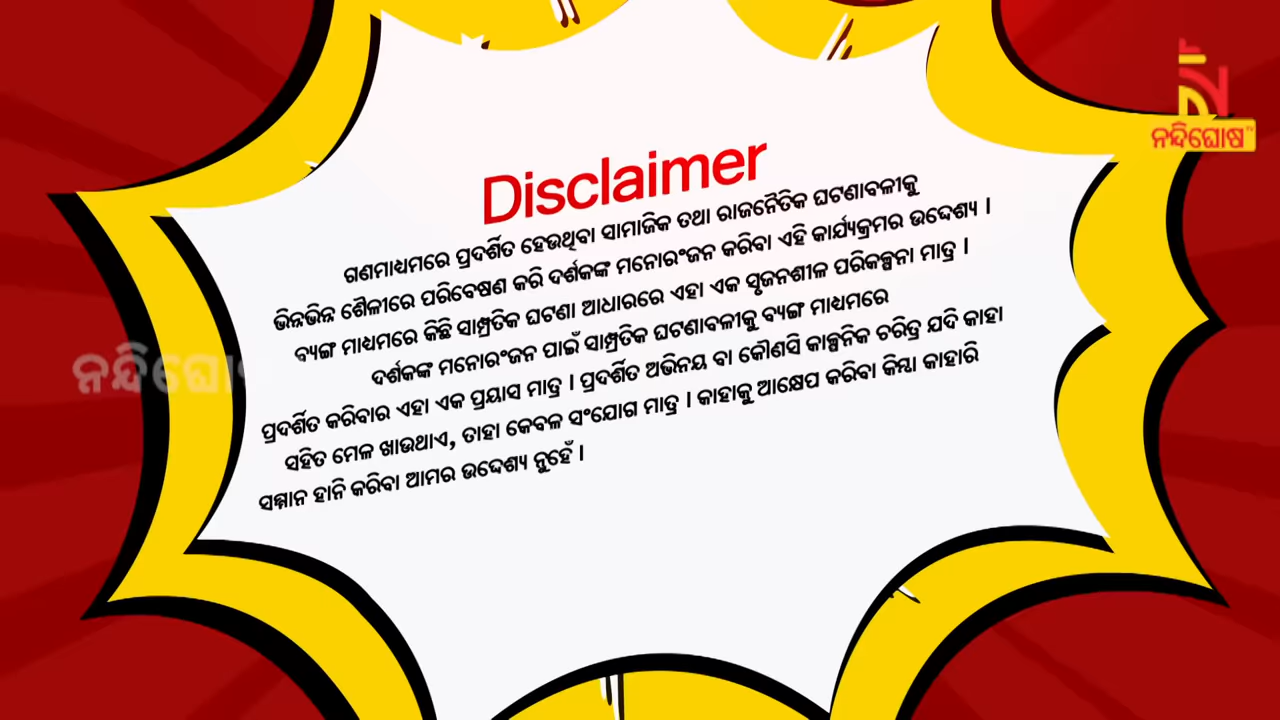 ନନ୍ଦିଘୋଷ
Disclaimer
ଗଣମାଧ୍ୟମରେ ପ୍ରଦର୍ଶିତ ହେଉଥିବା ସାମାଜିକ ତଥା ରାଜନୈତିକ ଘଟଣାବଳୀକୁ
ଭିନ୍ନଭିନ୍ନ ଶୈଳୀରେ ପରିବେଷଣ କରି ଦର୍ଶକଙ୍କ ମନୋରଂଜନ କରିବା ଏହି କାର୍ଯ୍ୟକ୍ରମର ଉଦ୍ଦେଶ୍ୟ ।
ବ୍ୟଙ୍ଗ ମାଧ୍ୟମରେ କିଛି ସାମ୍ପ୍ରତିକ ଘଟଣା ଆଧାରରେ ଏହା ଏକ ସୃଜନଶୀଳ ପରିକଳ୍ପନା ମାତ୍ର ।
ଦର୍ଶକଙ୍କ ମନୋରଂଜନ ପାଇଁ ସାମ୍ପ୍ରତିକ ଘଟଣାବଳୀକୁ ବ୍ୟଙ୍ଗ ମାଧ୍ୟମରେ
ପ୍ରଦର୍ଶିତ କରିବାର ଏହା ଏକ ପ୍ରୟାସ ମାତ୍ର । ପ୍ରଦର୍ଶିତ ଅଭିନୟ ବା କୌଣସି କାଳ୍ପନିକ ଚରିତ୍ର ଯଦି କାହା
ସହିତ ମେଳ ଖାଉଥାଏ, ତାହା କେବଳ ସଂଯୋଗ ମାତ୍ର । କାହାକୁ ଆକ୍ଷେପ କରିବା କିମ୍ୱା କାହାରି
ସମ୍ମାନ ହାନି କରିବା ଆମର ଉଦ୍ଦେଶ୍ୟ ନୁହେଁ ।
ନନ୍ଦିଘୋଷ